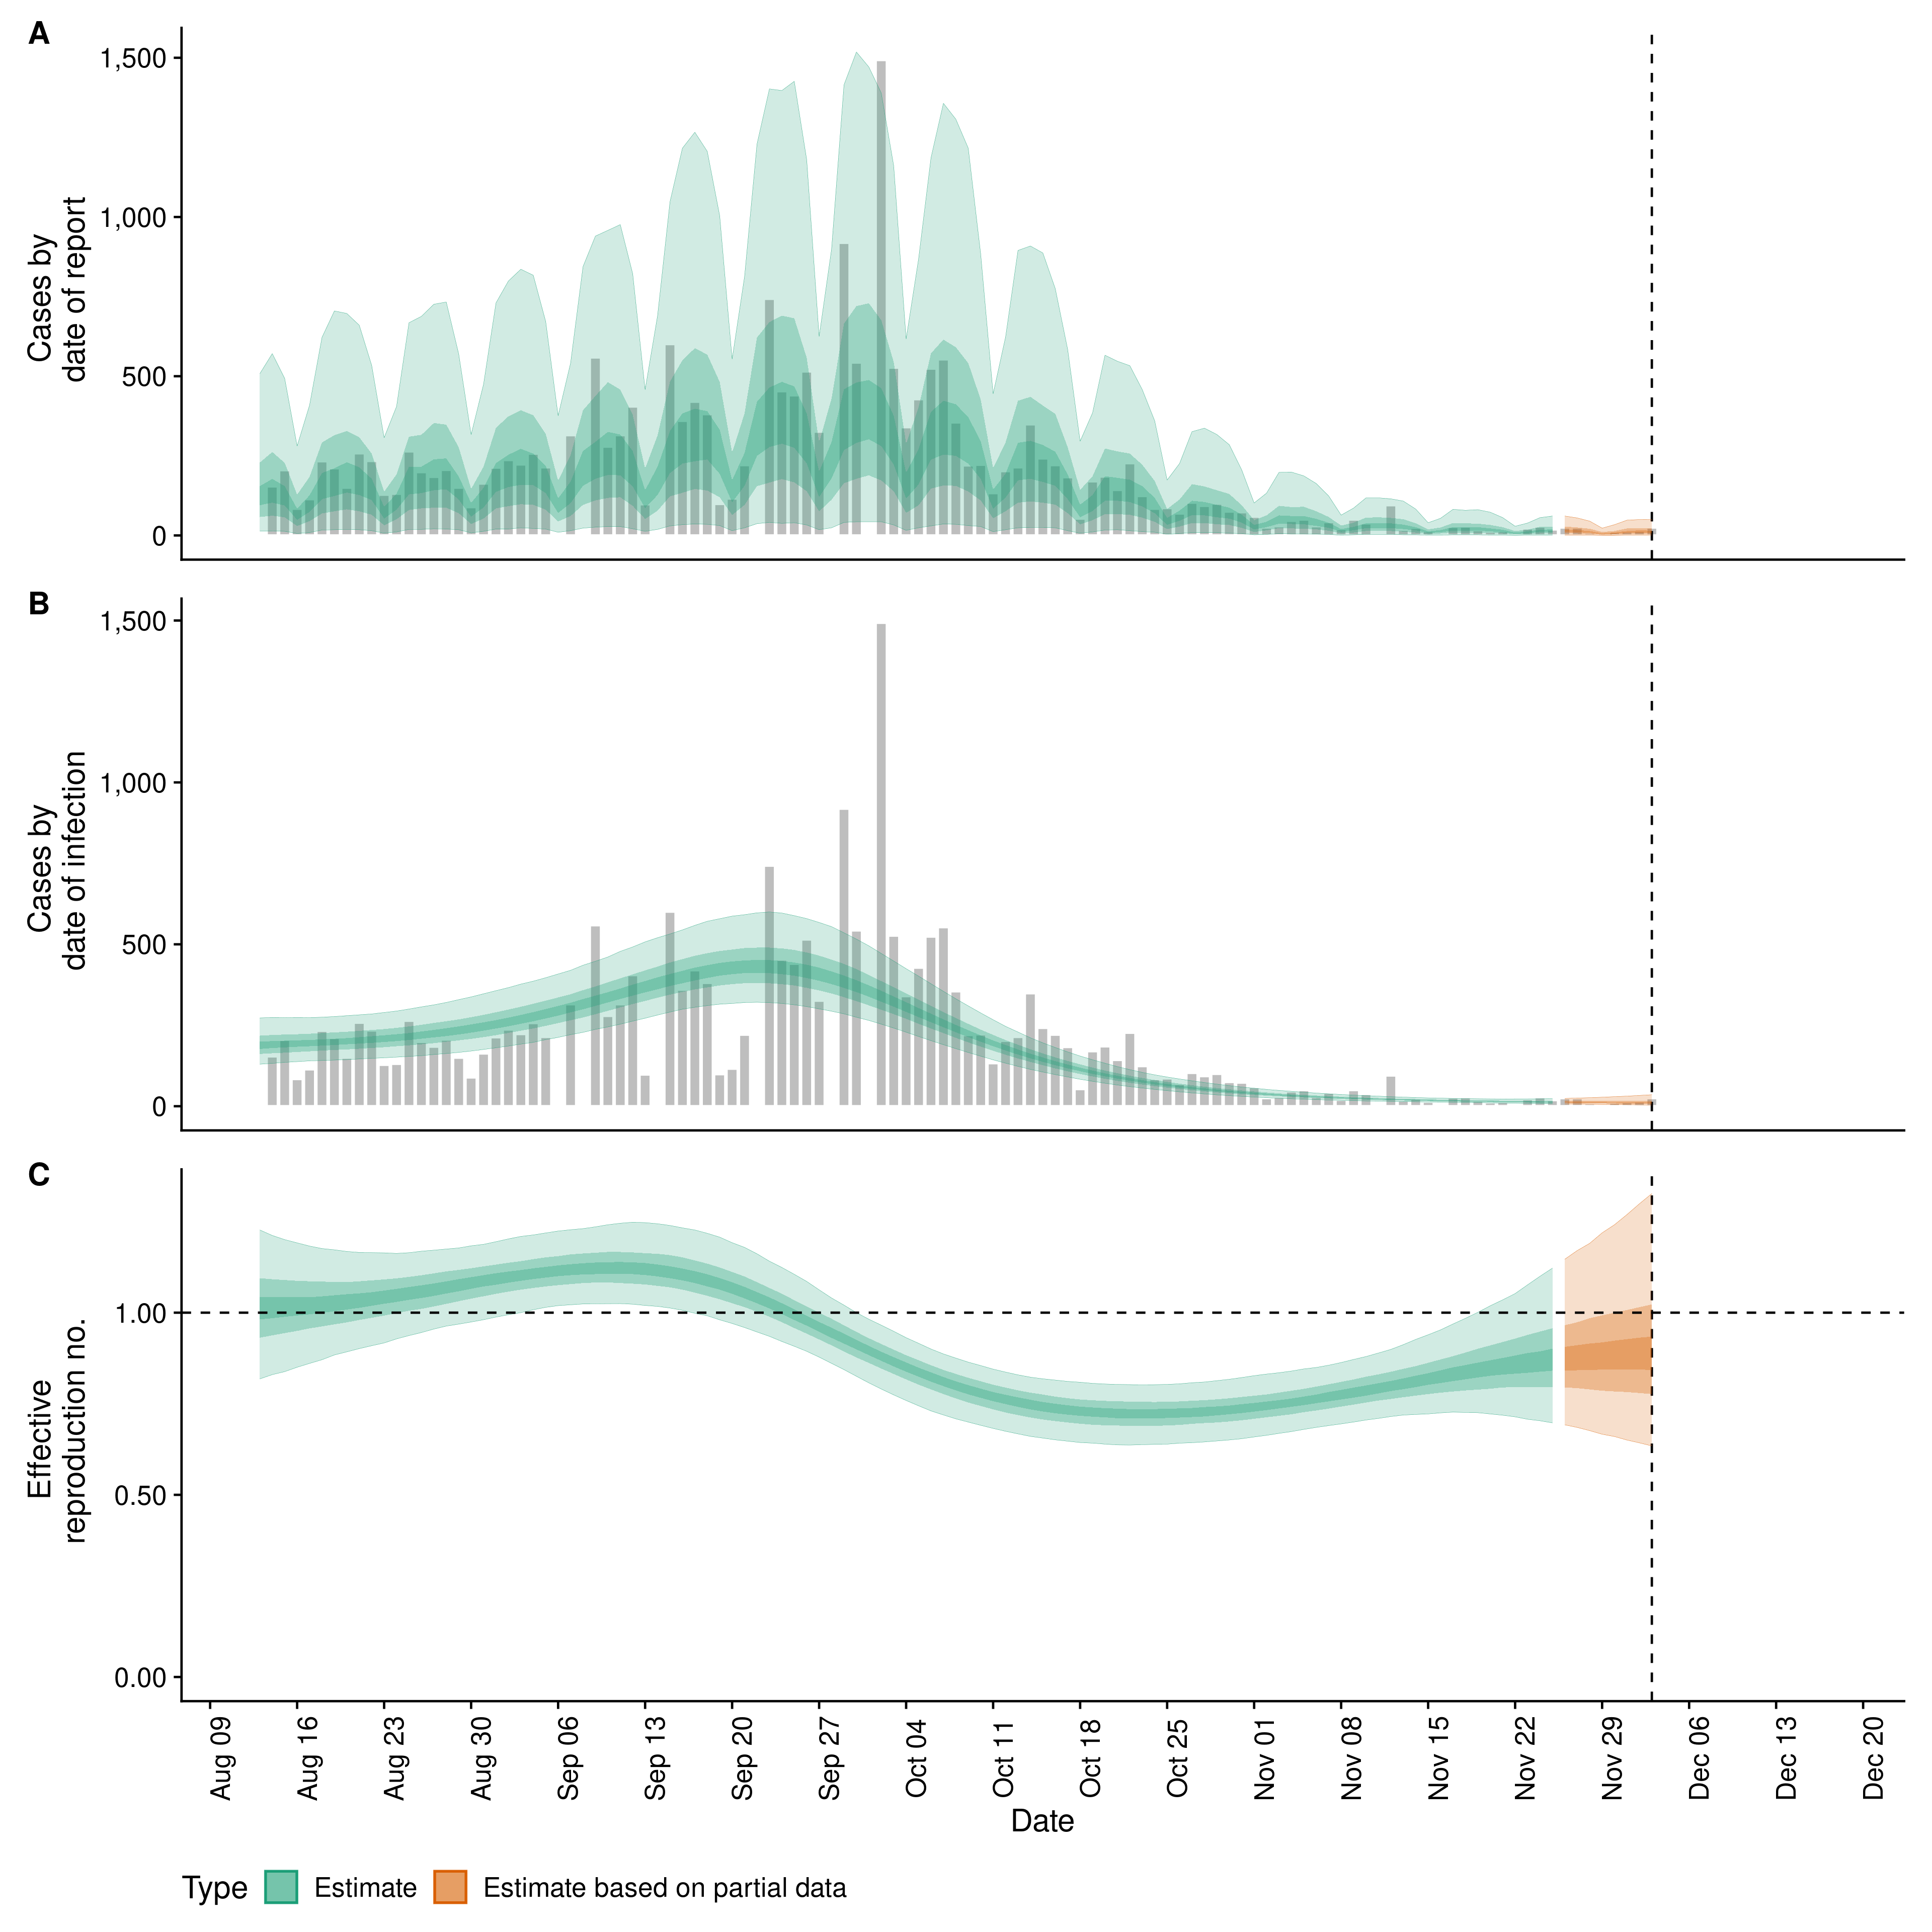 A
1,500
1,000
500
0
Cases by
date of report
B
1,500
1,000
500
0
Cases by
date of infection
C
1.00
0.50
0.00
Effective
reproduction no.
Aug 09
Aug 16
Aug 23
Aug 30
Sep 06
Sep 13
Sep 20
Sep 27
Oct 04
Oct 11
Oct 18
Oct 25
Nov 01
Nov 08
Nov 15
Nov 22
Nov 29
Dec 06
Dec 13
Dec 20
Date
Type Estimate Estimate based on partial data